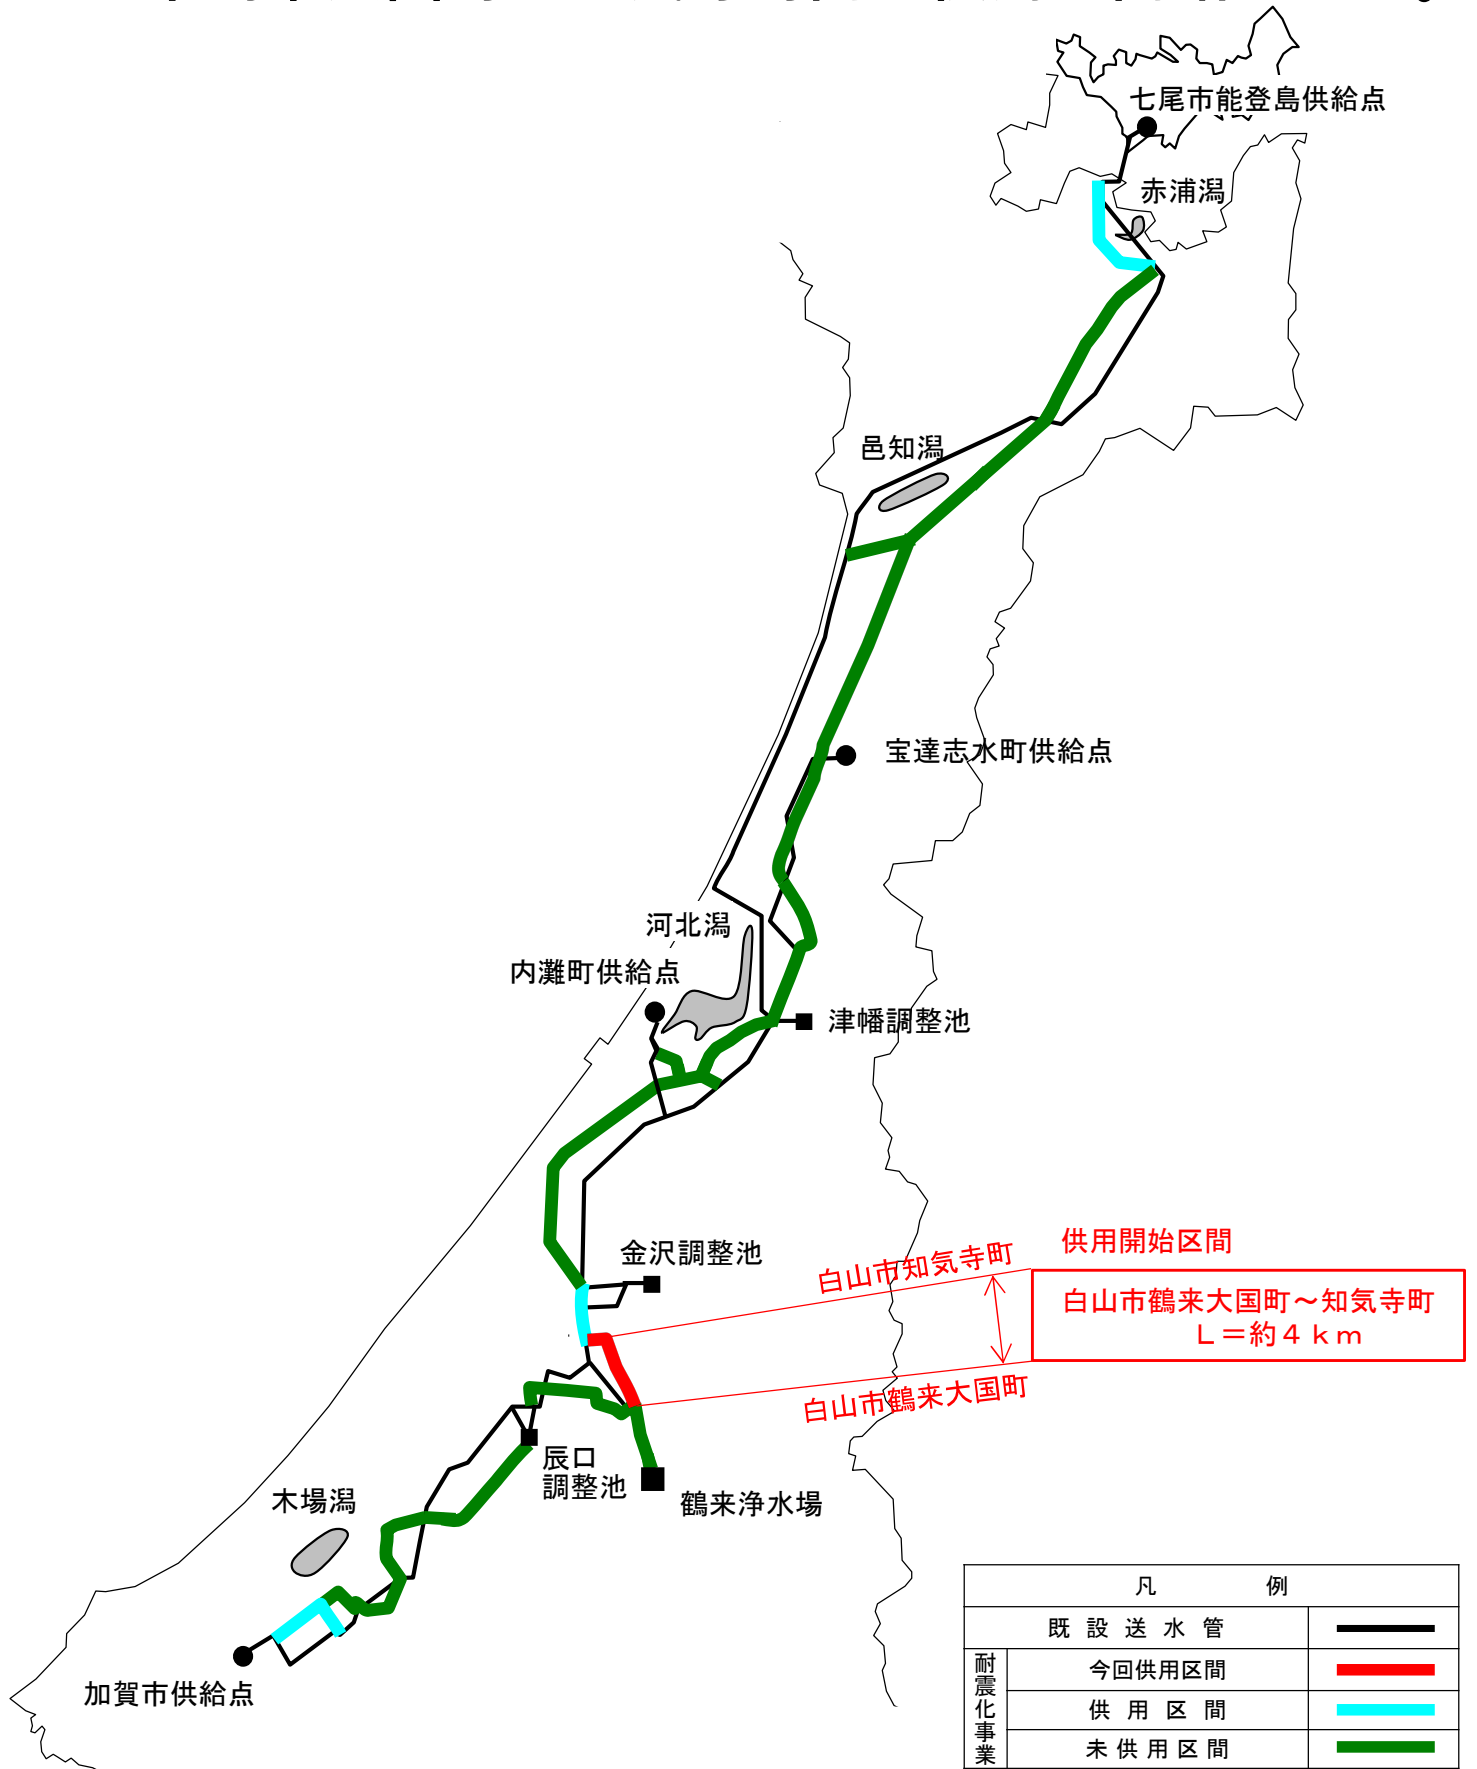 七尾市能登島供給点
赤浦潟
邑知潟
宝達志水町供給点
河北潟
内灘町供給点
津幡調整池
金沢調整池
白山市知気寺町
供用開始区間
白山市鶴来大国町～知気寺町
Ｌ＝約４ｋｍ
白山市鶴来大国町
辰口
調整池
鶴来浄水場
木場潟
加賀市供給点
凡例
既設送水管
耐震化事業
今回供用区間
供用区間
未供用区間